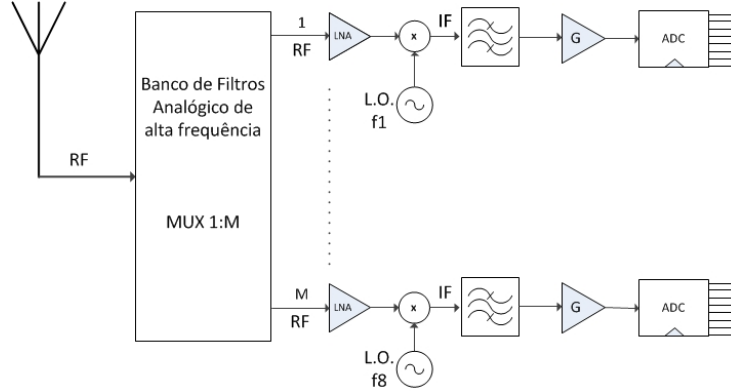 1
RF
LNA
x
IF
G
ADC
L.O.
f1
Banco de Filtros
Analógico de
alta frequência
RF
MUX 1:M
M
RF
LNA
x
IF
G
ADC
L.O.
f8